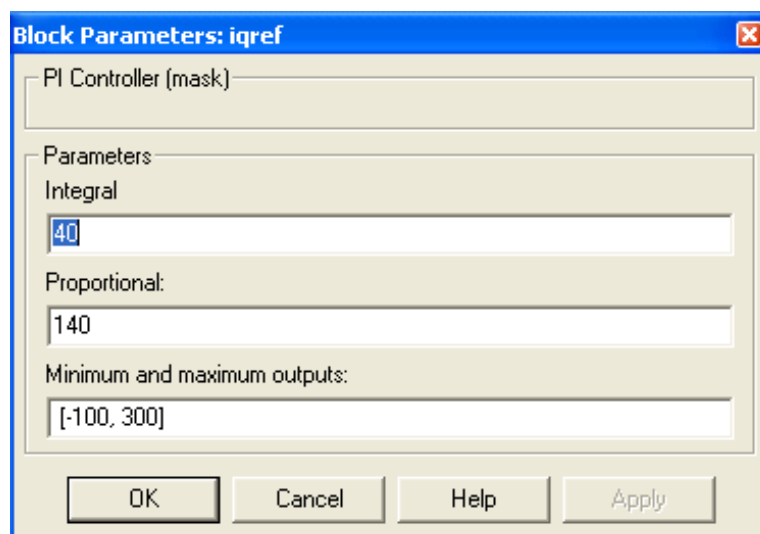 Block Parameters: iqref
PI Controller (mask)
Parameters
Integral
40
Proportional:
140
Minimum and maximum outputs:
[-100, 300]
OK Cancel Help Apply